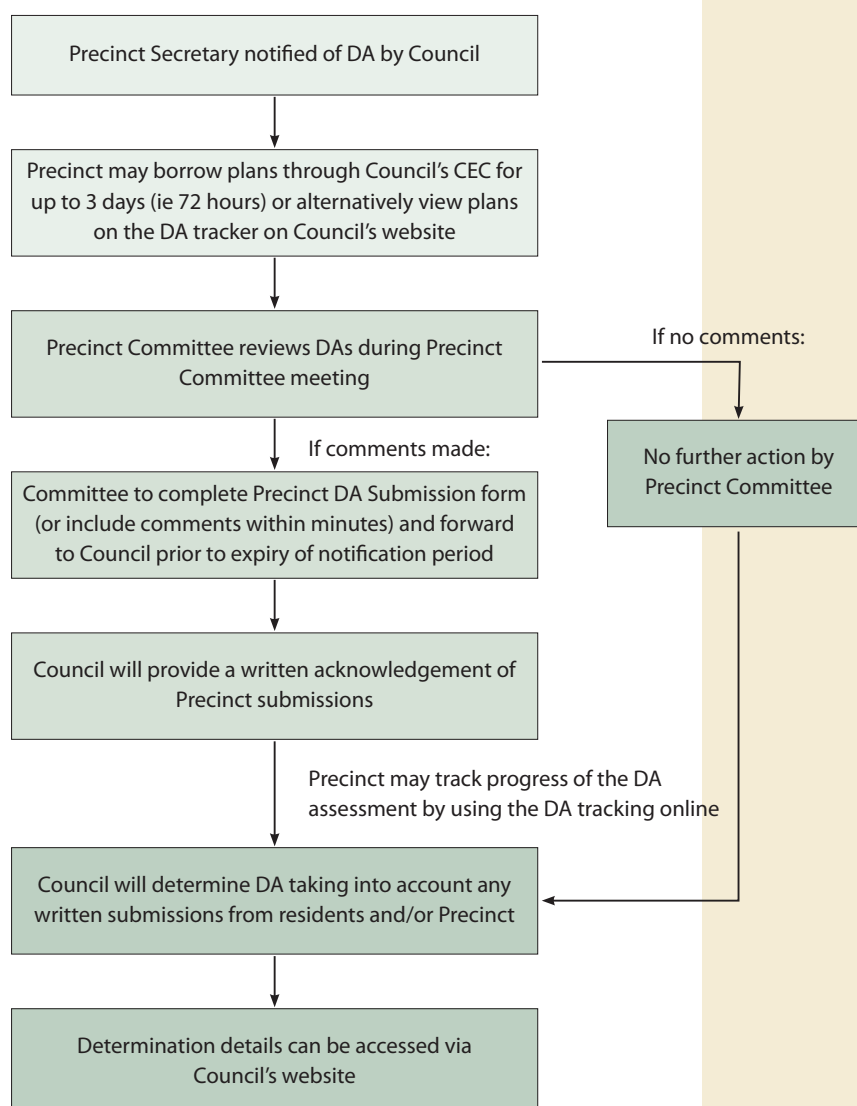 Precinct Secretary notified of DA by Council
Precinct may borrow plans through Council's CEC for
up to 3 days (ie 72 hours) or alternatively view plans
on the DA tracker on Council's website
Precinct Committee reviews DAs during Precinct
Committee meeting
If no comments:
No further action by
Precinct Committee
If comments made:
Committee to complete Precinct DA Submission form
(or include comments within minutes) and forward
to Council prior to expiry of notification period
Council will provide a written acknowledgement of
Precinct submissions
Precinct may track progress of the DA
assessment by using the DA tracking online
Council will determine DA taking into account any
written submissions from residents and/or Precinct
Determination details can be accessed via
Council's website